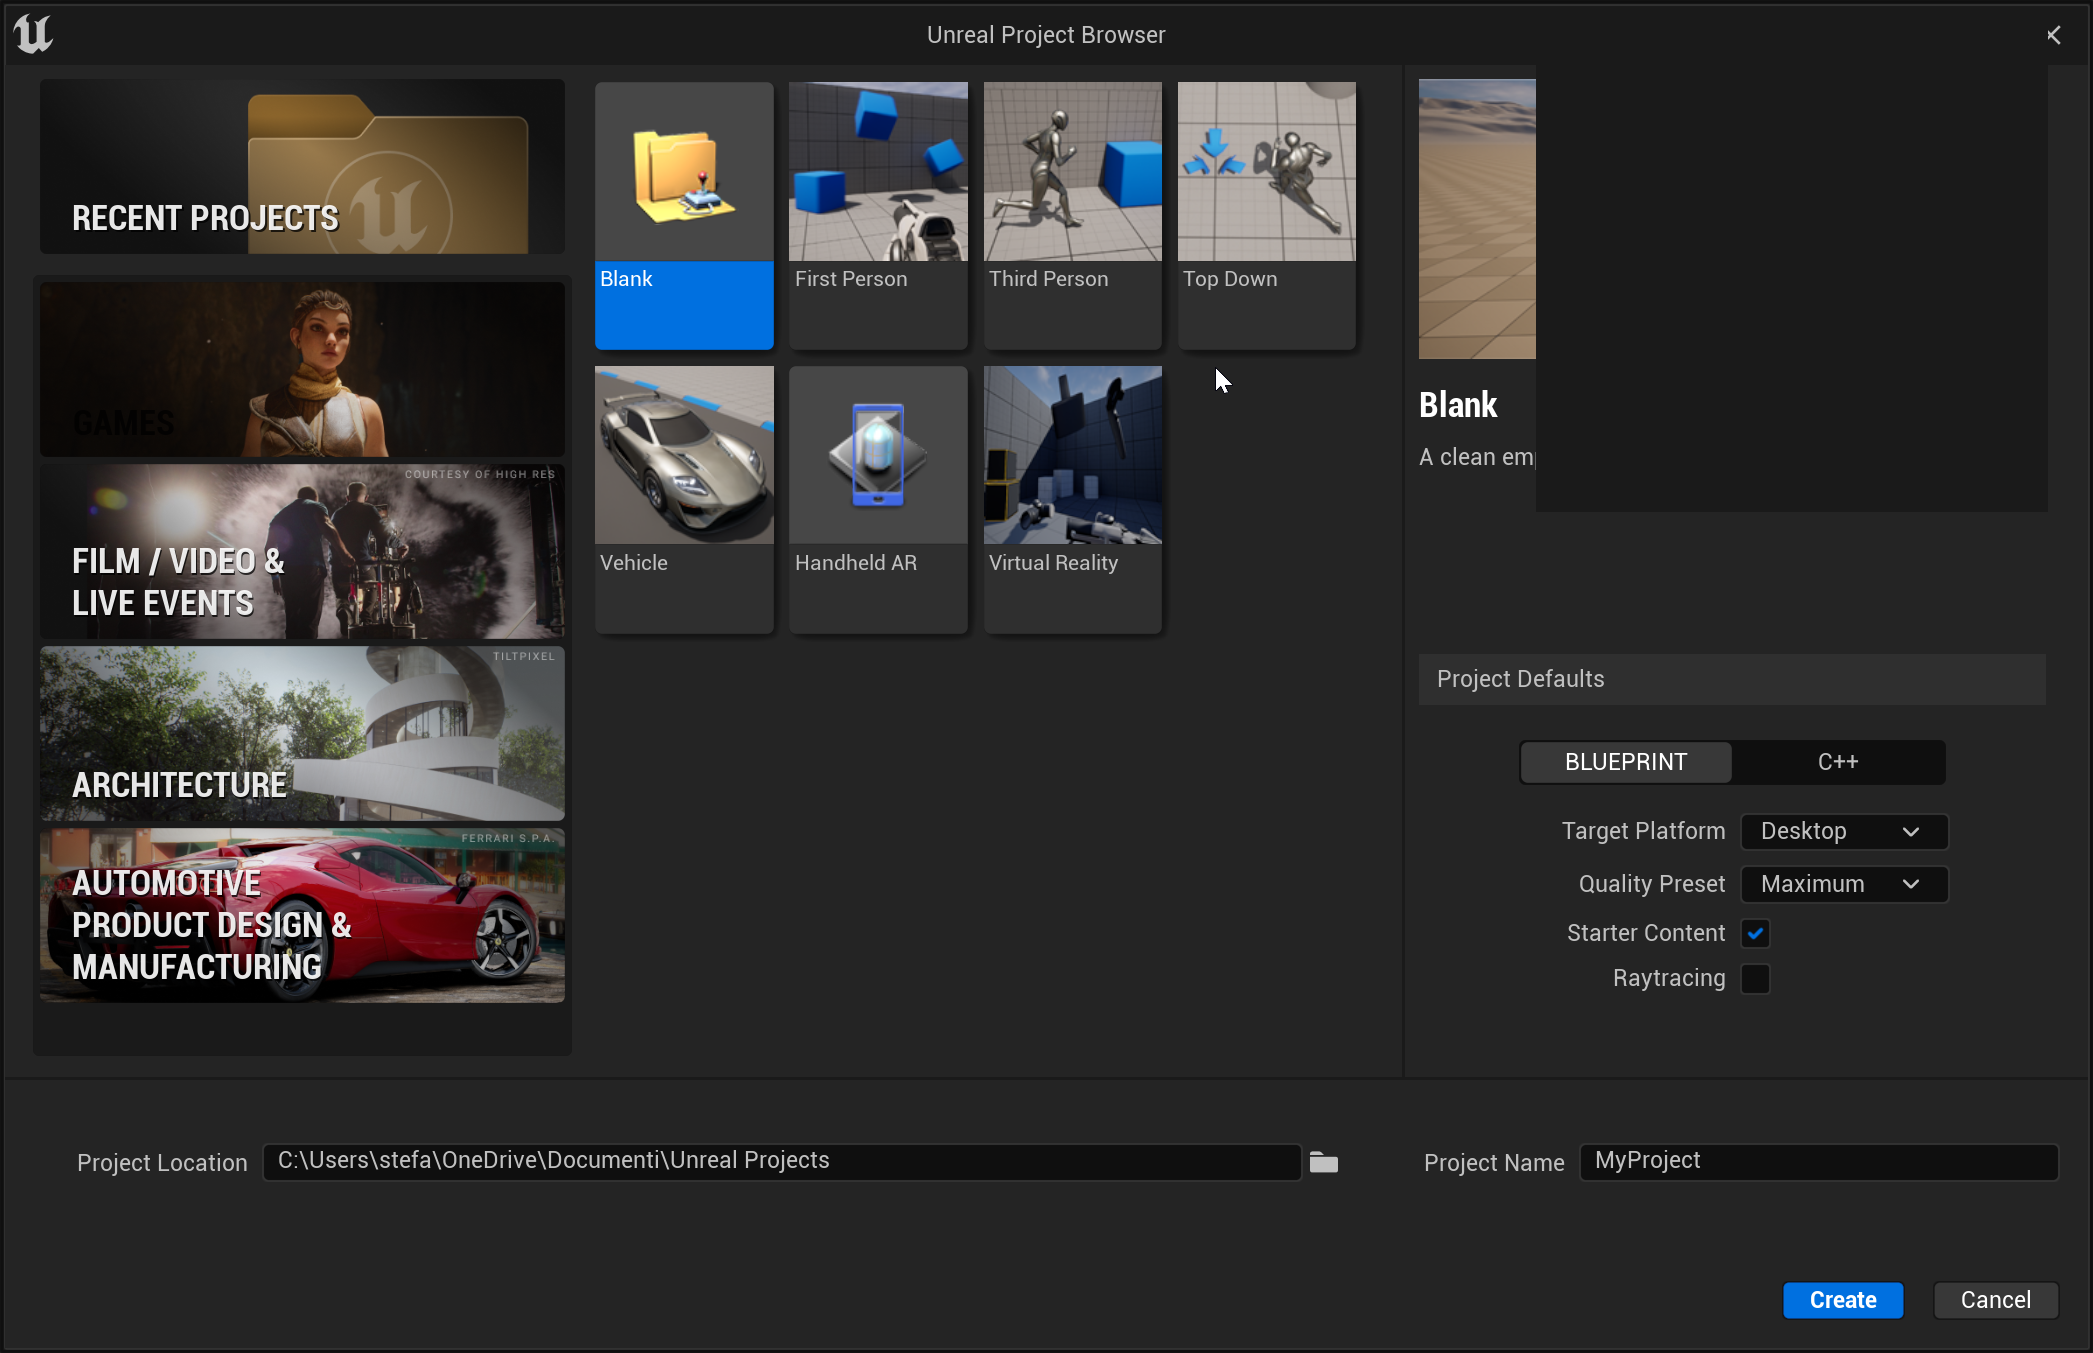 Unreal Project Browser
RECENT PROJECTS
GAMES
COURTESY OF HIGH RES
FILM / VIDEO &
LIVE EVENTS
TILTPIXEL
ARCHITECTURE
FERRARI S.P.A.
AUTOMOTIVE
PRODUCT DESIGN &
MANUFACTURING
Blank
First Person
Third Person
Top Down
Vehicle
Handheld AR
Virtual Reality
Blank
A clean
Project Defaults
BLUEPRINT
C++
Target Platform
Desktop
Quality Preset
Maximum
Starter Content
Raytracing
Project Location
C:\Users\stefa\OneDrive\Documenti\Unreal Projects
Project Name
MyProject
Create
Cancel